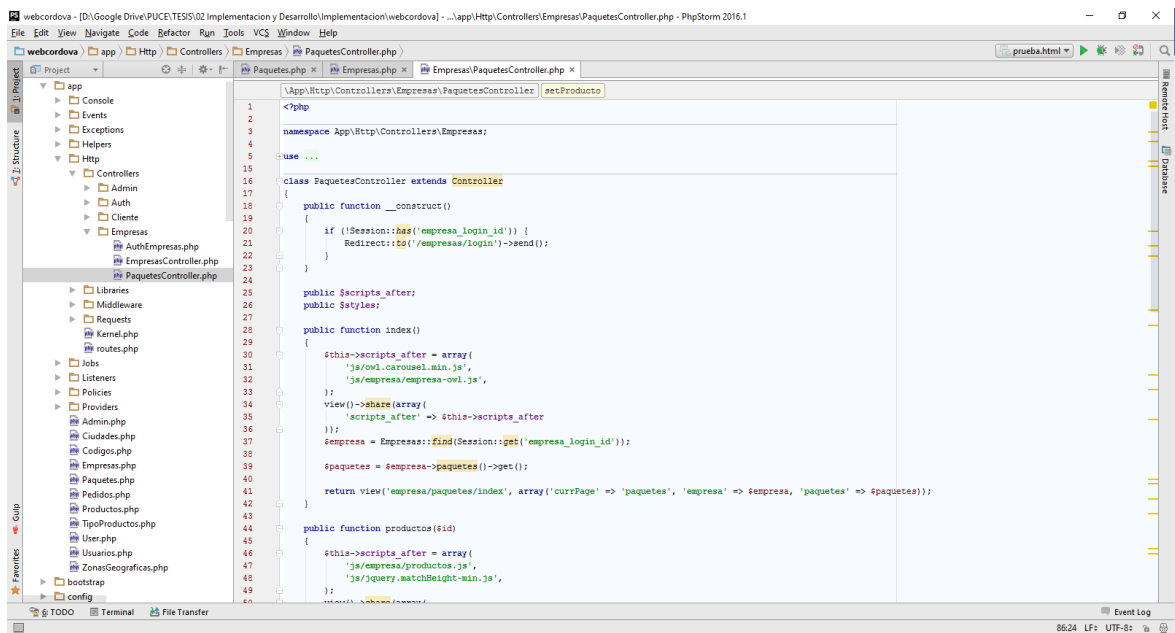 webcordova - [D:\Google Drive\PUCE\TESIS\02 Implementacion y Desarrollo\Implementacion\webcordova] - ...\app\Http\Controllers\Empresas\PaquetesController.php - PhpStorm 2016.1
File Edit View Navigate Code Refactor Run Tools VCS Window Help
webcordova app Http Controllers Empresas PaquetesController.php prueba.html
Project Paquetes.php × Empresas.php × Empresas\PaquetesController.php ×
\App\Http\Controllers\Empresas\PaquetesController setProducto
1: Project
Z: Structure
Gulp
Favorites
Remote Host
Database
app
Console
Events
Exceptions
Helpers
Http
Controllers
Admin
Auth
Cliente
Empresas
AuthEmpresas.php
EmpresasController.php
PaquetesController.php
Libraries
Middleware
Requests
Kernel.php
routes.php
Jobs
Listeners
Policies
Providers
Admin.php
Ciudades.php
Codigos.php
Empresas.php
Paquetes.php
Pedidos.php
Productos.php
TipoProductos.php
User.php
Usuarios.php
ZonasGeograficas.php
bootstrap
config
1 <?php
2
3 namespace App\Http\Controllers\Empresas;
4
5 use ...
15
16 class PaquetesController extends Controller
17 {
18 public function __construct()
19 {
20 if (!Session::has('empresa_login_id')) {
21 Redirect::to('/empresas/login')->send();
22 }
23 }
24
25 public $scripts_after;
26 public $styles;
27
28 public function index()
29 {
30 $this->scripts_after = array(
31 'js/owl.carousel.min.js',
32 'js/empresa/empresa-owl.js',
33 );
34 view()->share(array(
35 'scripts_after' => $this->scripts_after
36 ));
37 $empresa = Empresas::find(Session::get('empresa_login_id'));
38
39 $paquetes = $empresa->paquetes()->get();
40
41 return view('empresa/paquetes/index', array('currPage' => 'paquetes', 'empresa' => $empresa, 'paquetes' => $paquetes));
42 }
43
44 public function productos($id)
45 {
46 $this->scripts_after = array(
47 'js/empresa/productos.js',
48 'js/jquery.matchHeight-min.js',
49 );
50 view()->share(array(
6: TODO Terminal File Transfer Event Log
86:24 LF UTF-8